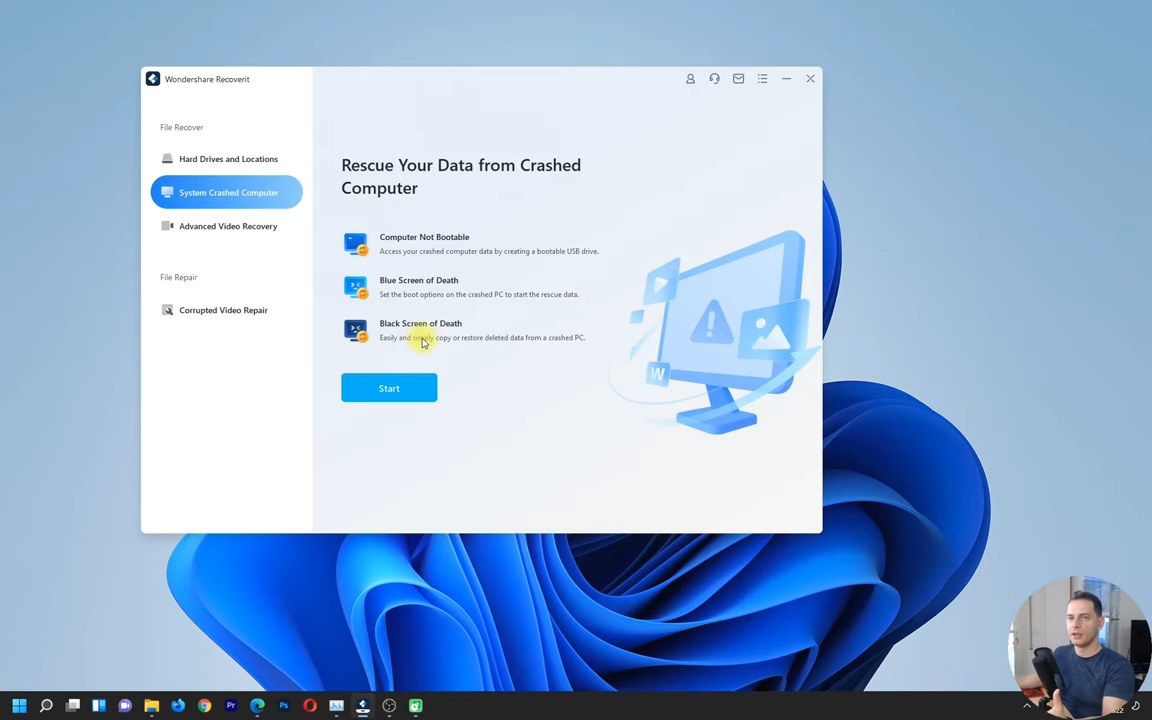 Wondershare Recoverit
File Recover
Hard Drives and Locations
System Crashed Computer
Advanced Video Recovery
File Repair
Corrupted Video Repair
Rescue Your Data from Crashed
Computer
Computer Not Bootable
Access your crashed computer data by creating a bootable USB drive.
Blue Screen of Death
Set the boot options on the crashed PC to start the rescue data.
Black Screen of Death
Easily and simply copy or restore deleted data from a crashed PC.
Start
W
Pr
Ps